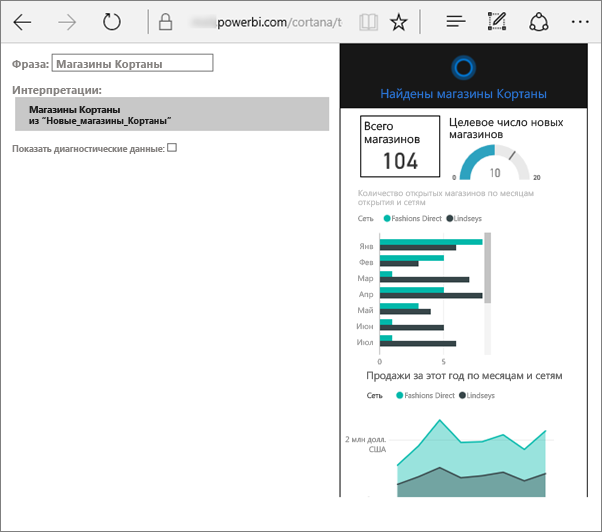 powerbi.com/cortana/t
Фраза: Магазины Кортаны
Интерпретации:
Магазины Кортаны
из "Новые_магазины_Кортаны"
Показать диагностические данные:
Найдены магазины Кортаны
Всего
магазинов
104
Целевое число новых
магазинов
0
10
20
Количество открытых магазинов по месяцам
открытия и сетям
Сеть Fashions Direct Lindseys
Янв
Фев
Мар
Апр
Май
Июн
Июл
0 5
Продажи за этот год по месяцам и сетям
Сеть Fashions Direct Lindseys
2 млн долл.
США